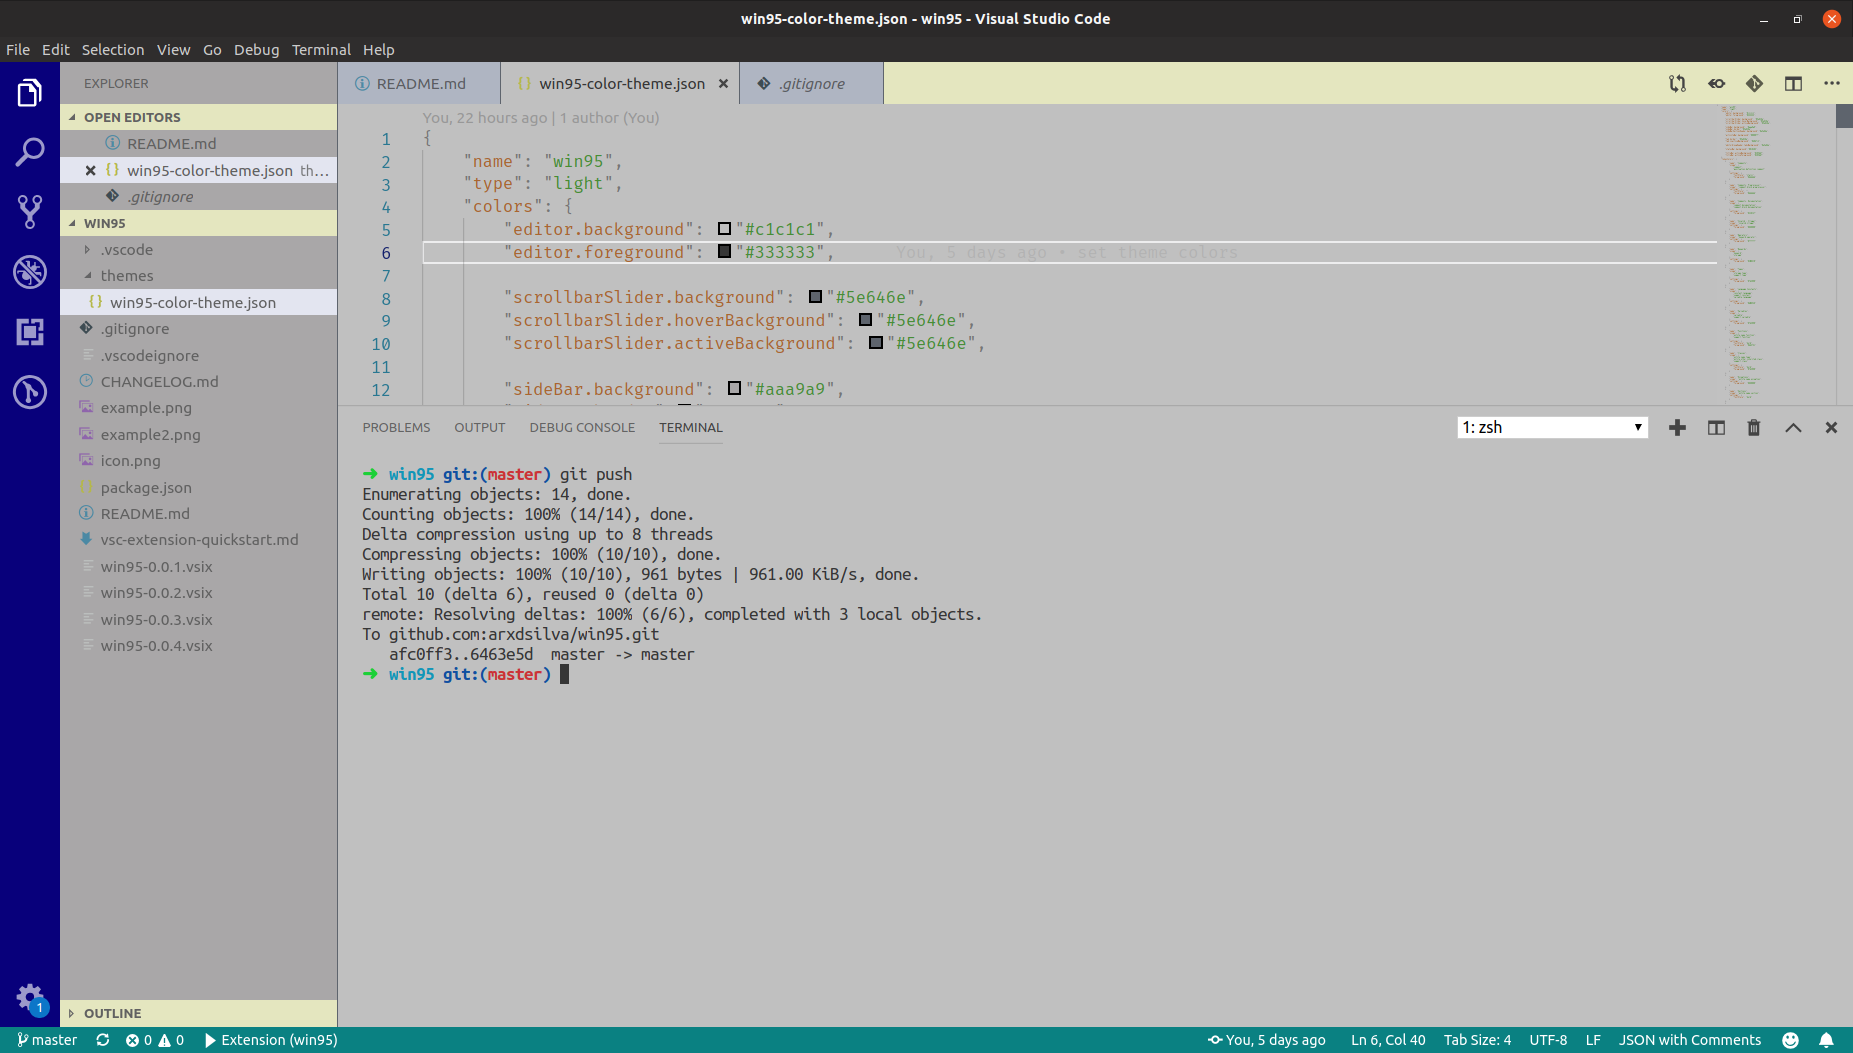 win95-color-theme.json - win95 - Visual Studio Code
File Edit Selection View Go Debug Terminal Help
EXPLORER
OPEN EDITORS
README.md
win95-color-theme.json th...
.gitignore
WIN95
.vscode
themes
win95-color-theme.json
.gitignore
.vscodeignore
CHANGELOG.md
example.png
example2.png
icon.png
package.json
README.md
vsc-extension-quickstart.md
win95-0.0.1.vsix
win95-0.0.2.vsix
win95-0.0.3.vsix
win95-0.0.4.vsix
OUTLINE
README.md win95-color-theme.json .gitignore
You, 22 hours ago | 1 author (You)
1 {
2 "name": "win95",
3 "type": "light",
4 "colors": {
5 "editor.background": "#c1c1c1",
6 "editor.foreground": "#333333", You, 5 days ago • set theme colors
7
8 "scrollbarSlider.background": "#5e646e",
9 "scrollbarSlider.hoverBackground": "#5e646e",
10 "scrollbarSlider.activeBackground": "#5e646e",
11
12 "sideBar.background": "#aaa9a9",
PROBLEMS OUTPUT DEBUG CONSOLE TERMINAL 1: zsh
➜ win95 git:(master) git push
Enumerating objects: 14, done.
Counting objects: 100% (14/14), done.
Delta compression using up to 8 threads
Compressing objects: 100% (10/10), done.
Writing objects: 100% (10/10), 961 bytes | 961.00 KiB/s, done.
Total 10 (delta 6), reused 0 (delta 0)
remote: Resolving deltas: 100% (6/6), completed with 3 local objects.
To github.com:arxdsilva/win95.git
afc0ff3..6463e5d master -> master
➜ win95 git:(master)
1
master 0 0 Extension (win95) You, 5 days ago Ln 6, Col 40 Tab Size: 4 UTF-8 LF JSON with Comments